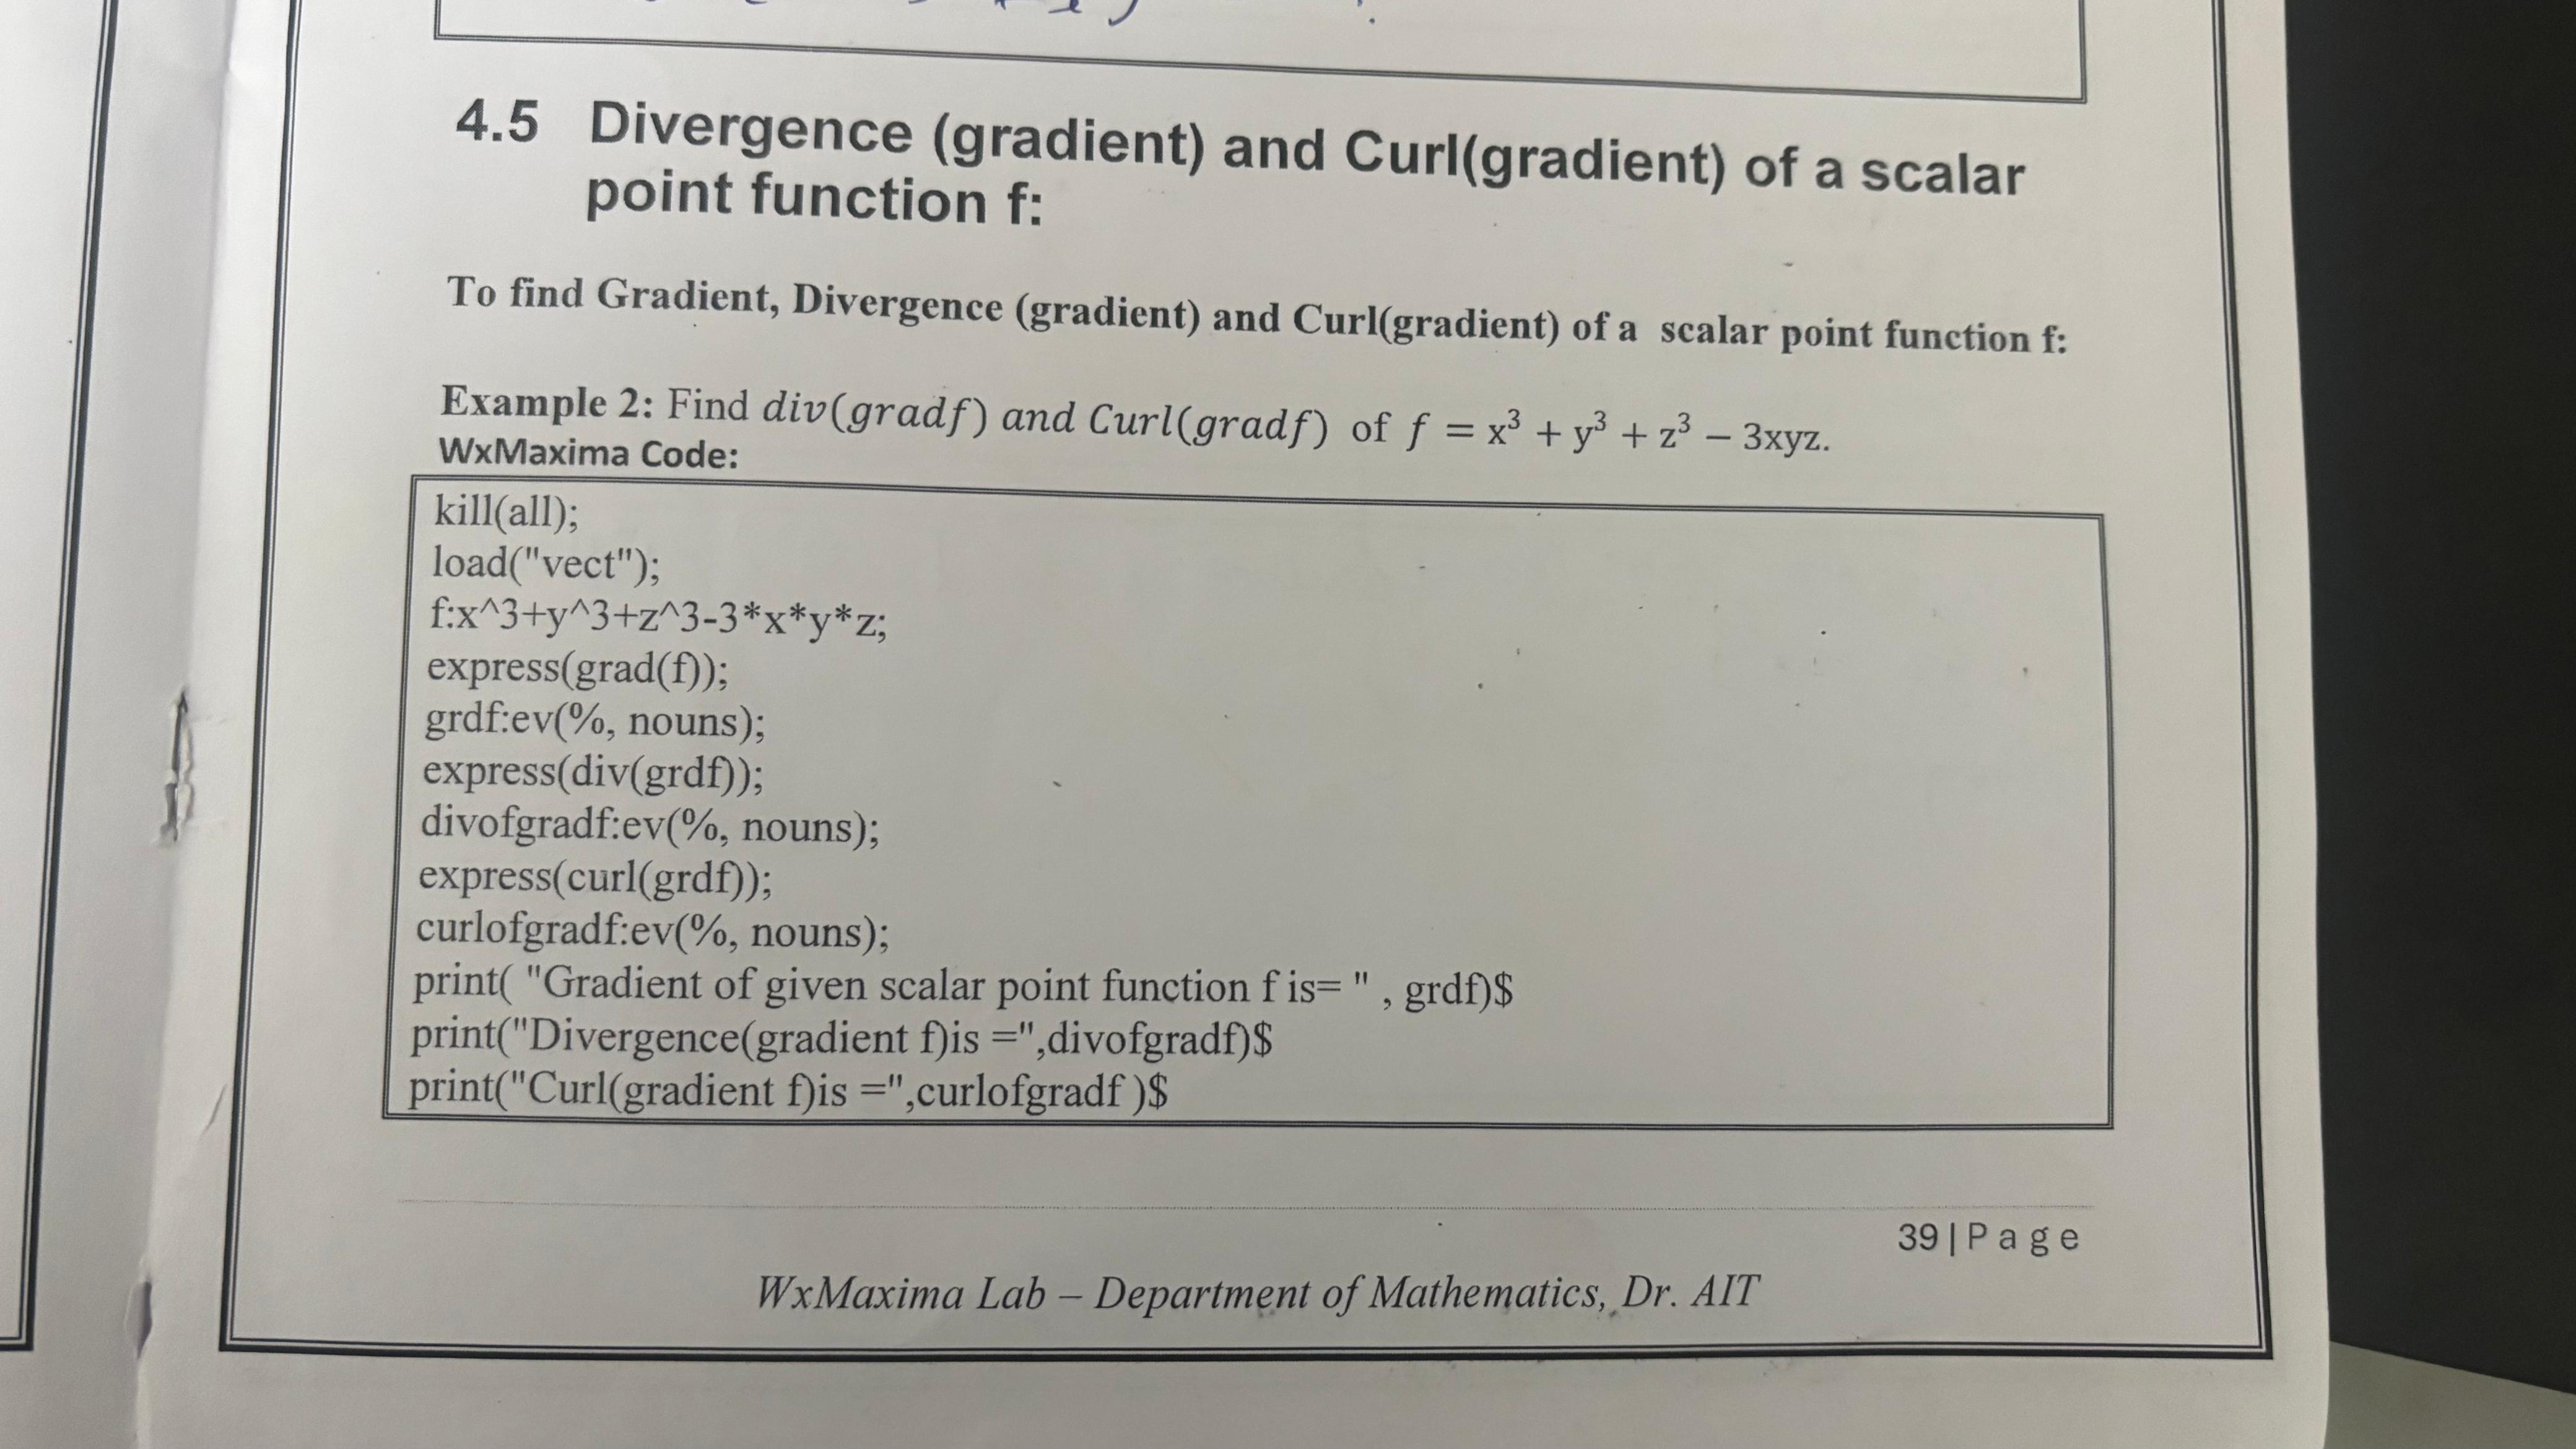 4.5 Divergence (gradient) and Curl(gradient) of a scalar
point function f:
To find Gradient, Divergence (gradient) and Curl(gradient) of a scalar point function f:
Example 2: Find div(gradf) and Curl(gradf) of f = x³ + y³ + z³ − 3xyz.
WxMaxima Code:
kill(all);
load("vect");
f:x^3+y^3+z^3-3*x*y*z;
express(grad(f));
grdf:ev(%, nouns);
express(div(grdf));
divofgradf:ev(%, nouns);
express(curl(grdf));
curlofgradf:ev(%, nouns);
print( "Gradient of given scalar point function f is= " , grdf)$
print("Divergence(gradient f)is =",divofgradf)$
print("Curl(gradient f)is =",curlofgradf )$
39 | P a g e
WxMaxima Lab – Department of Mathematics, Dr. AIT